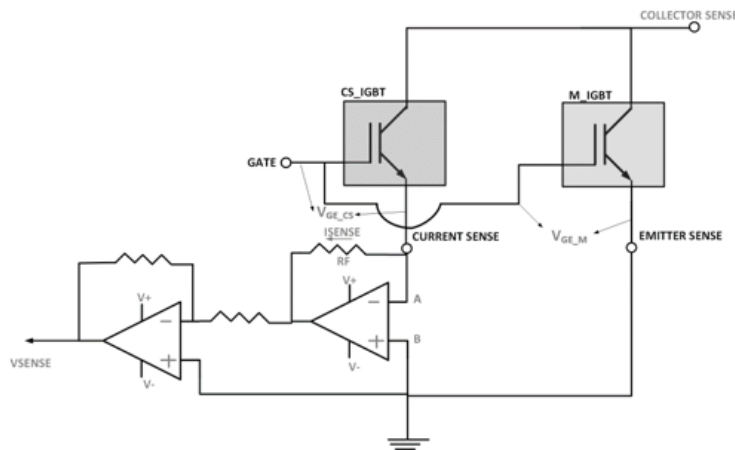 COLLECTOR SENSE
CS_IGBT
M_IGBT
GATE
VGE_CS
VGE_M
ISENSE
CURRENT SENSE
EMITTER SENSE
RF
V+
A
V+
B
V-
VSENSE
V-